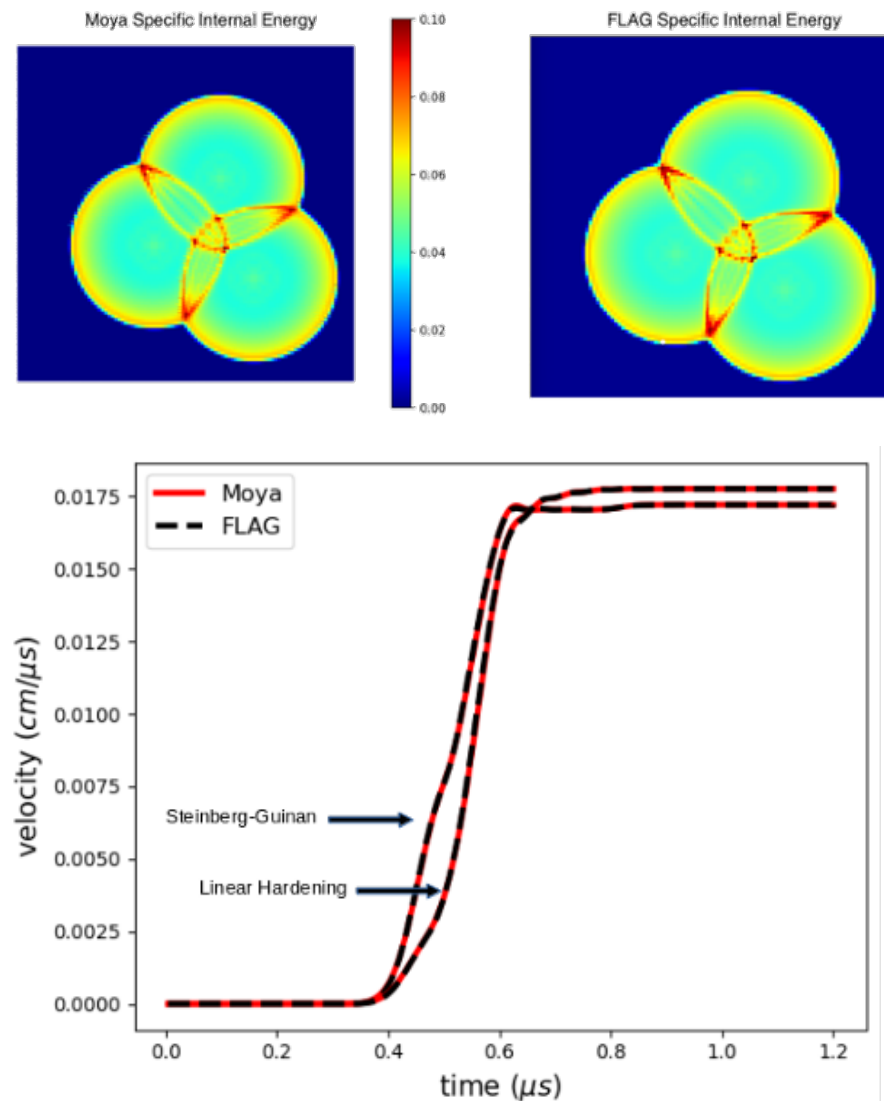 Moya Specific Internal Energy
FLAG Specific Internal Energy
0.10
0.08
0.06
0.04
0.02
0.00
Moya
FLAG
0.0175
0.0150
0.0125
0.0100
0.0075
0.0050
0.0025
0.0000
velocity (cm/μs)
Steinberg-Guinan
Linear Hardening
0.0
0.2
0.4
0.6
0.8
1.0
1.2
time (μs)